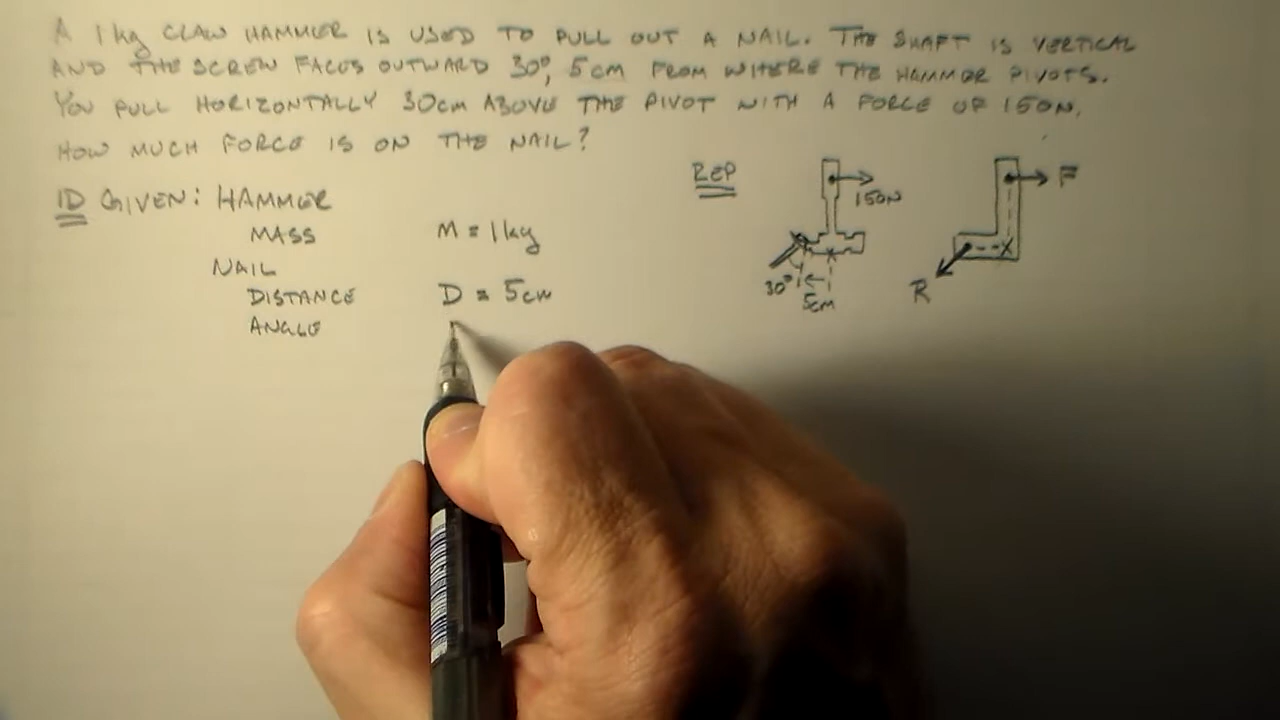 A 1kg CLAW HAMMER IS USED TO PULL OUT A NAIL. THE SHAFT IS VERTICAL
AND THE SCREW FACES OUTWARD 30°, 5cm FROM WHERE THE HAMMER PIVOTS.
YOU PULL HORIZONTALLY 30cm ABOVE THE PIVOT WITH A FORCE OF 150N.
HOW MUCH FORCE IS ON THE NAIL?
REP
150N
F
30°
5cm
R
ID GIVEN: HAMMER
MASS M = 1kg
NAIL
DISTANCE D = 5cm
ANGLE